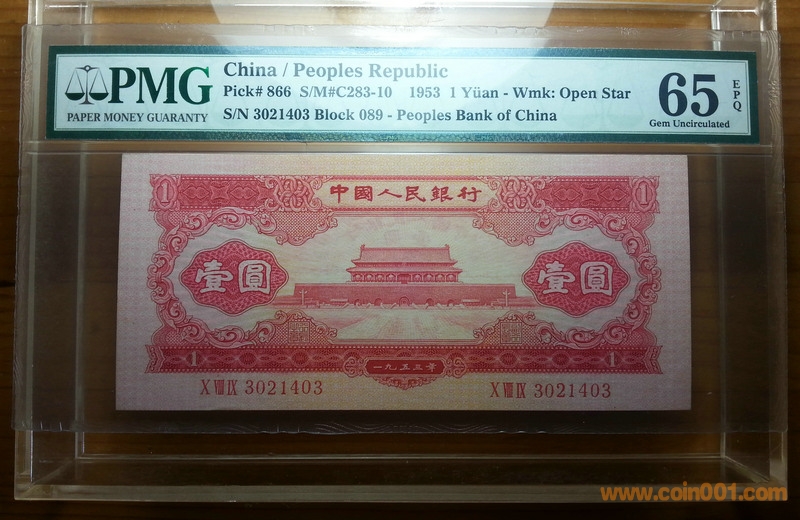 PMG
PAPER MONEY GUARANTY
China / Peoples Republic
Pick# 866 S/M#C283-10 1953 1 Yüan - Wmk: Open Star
S/N 3021403 Block 089 - Peoples Bank of China
65 EPQ
Gem Uncirculated
1 中國人民銀行 1
壹圓 壹圓
1 一九五三年 1
X VIII IX 3021403 X VIII IX 3021403
www.coin001.com